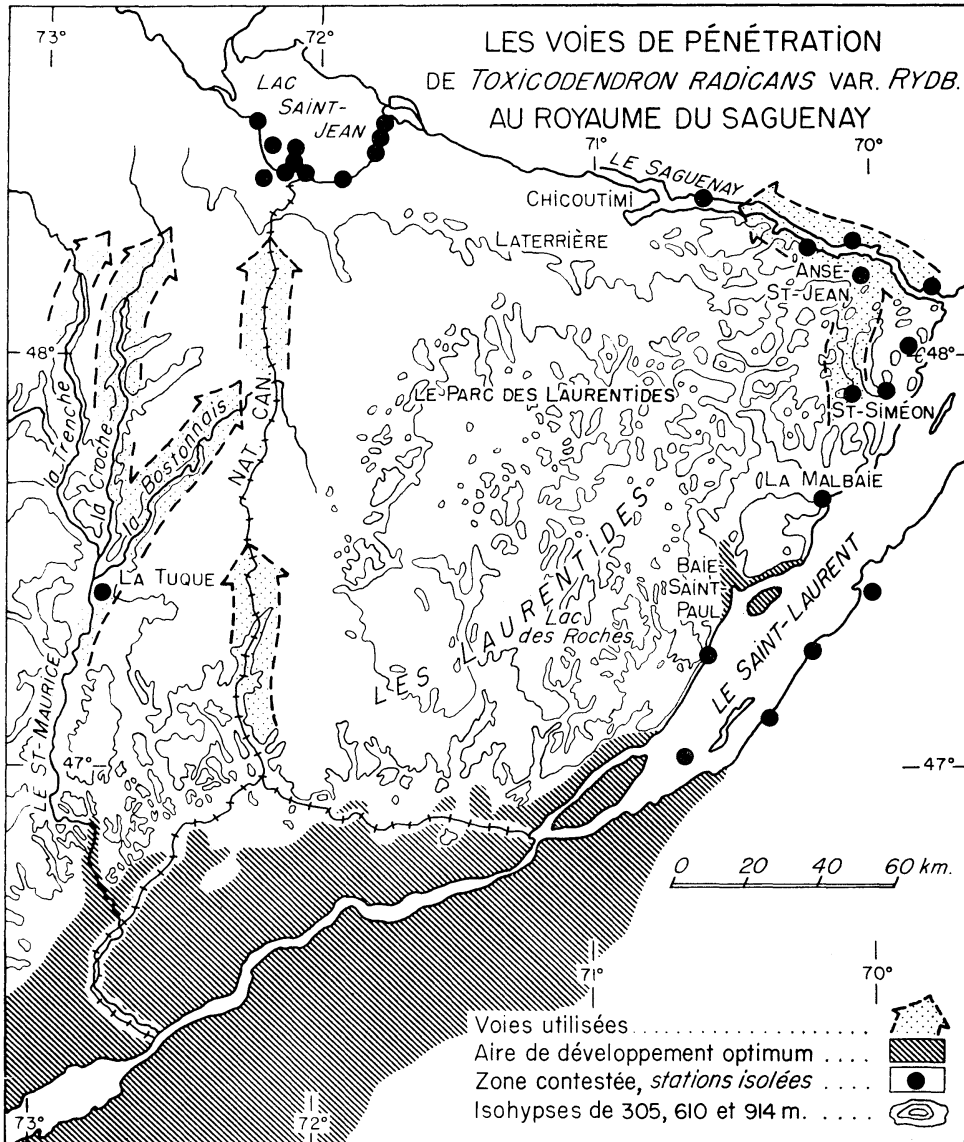 73°
72°
LES VOIES DE PÉNÉTRATION
DE TOXICODENDRON RADICANS VAR. RYDB.
AU ROYAUME DU SAGUENAY
LAC
SAINT-
JEAN
71°
70°
LE SAGUENAY
CHICOUTIMI
LATERRIÈRE
ANSE-
ST-JEAN
48°
48°
LE PARC DES LAURENTIDES
ST-SIMÉON
la Trenche
la Croche
la Bostonnais
NAT. CAN.
LA MALBAIE
LA TUQUE
BAIE
SAINT-
PAUL
LES LAURENTIDES
Lac
des Roches
LE SAINT-LAURENT
LE ST-MAURICE
47°
47°
0 20 40 60 km.
71°
70°
Voies utilisées
Aire de développement optimum
Zone contestée, stations isolées
Isohypses de 305, 610 et 914 m.
73°
72°